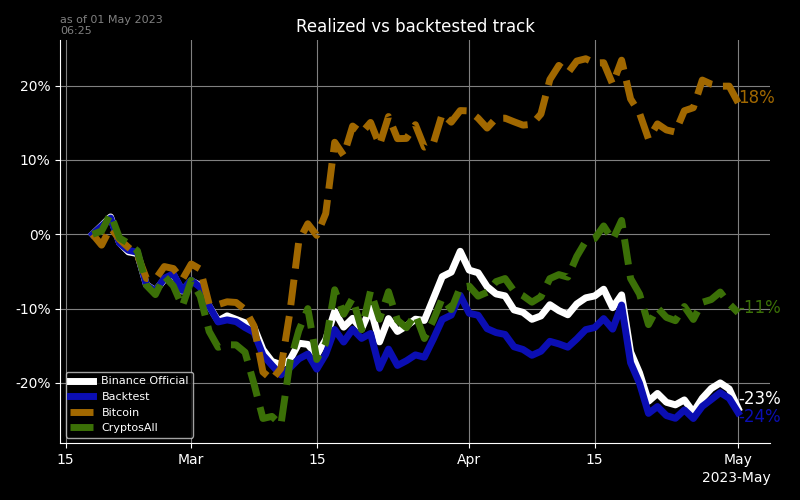 as of 01 May 2023
06:25
Realized vs backtested track
20%
10%
0%
-10%
-20%
18%
-11%
-23%
-24%
Binance Official
Backtest
Bitcoin
CryptosAll
15
Mar
15
Apr
15
May
2023-May